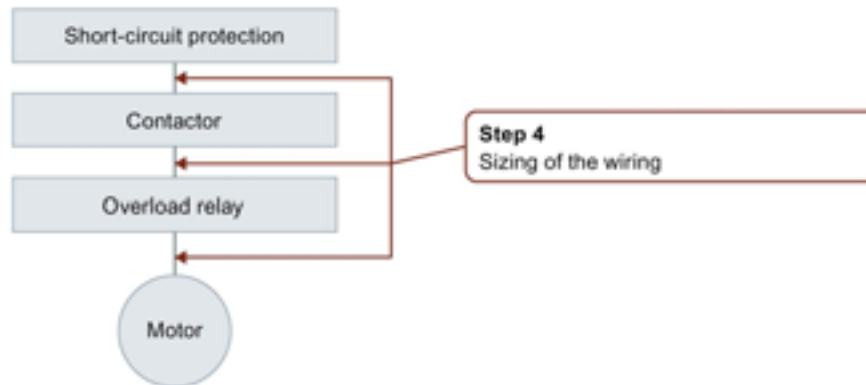 Short-circuit protection
Contactor
Step 4
Sizing of the wiring
Overload relay
Motor